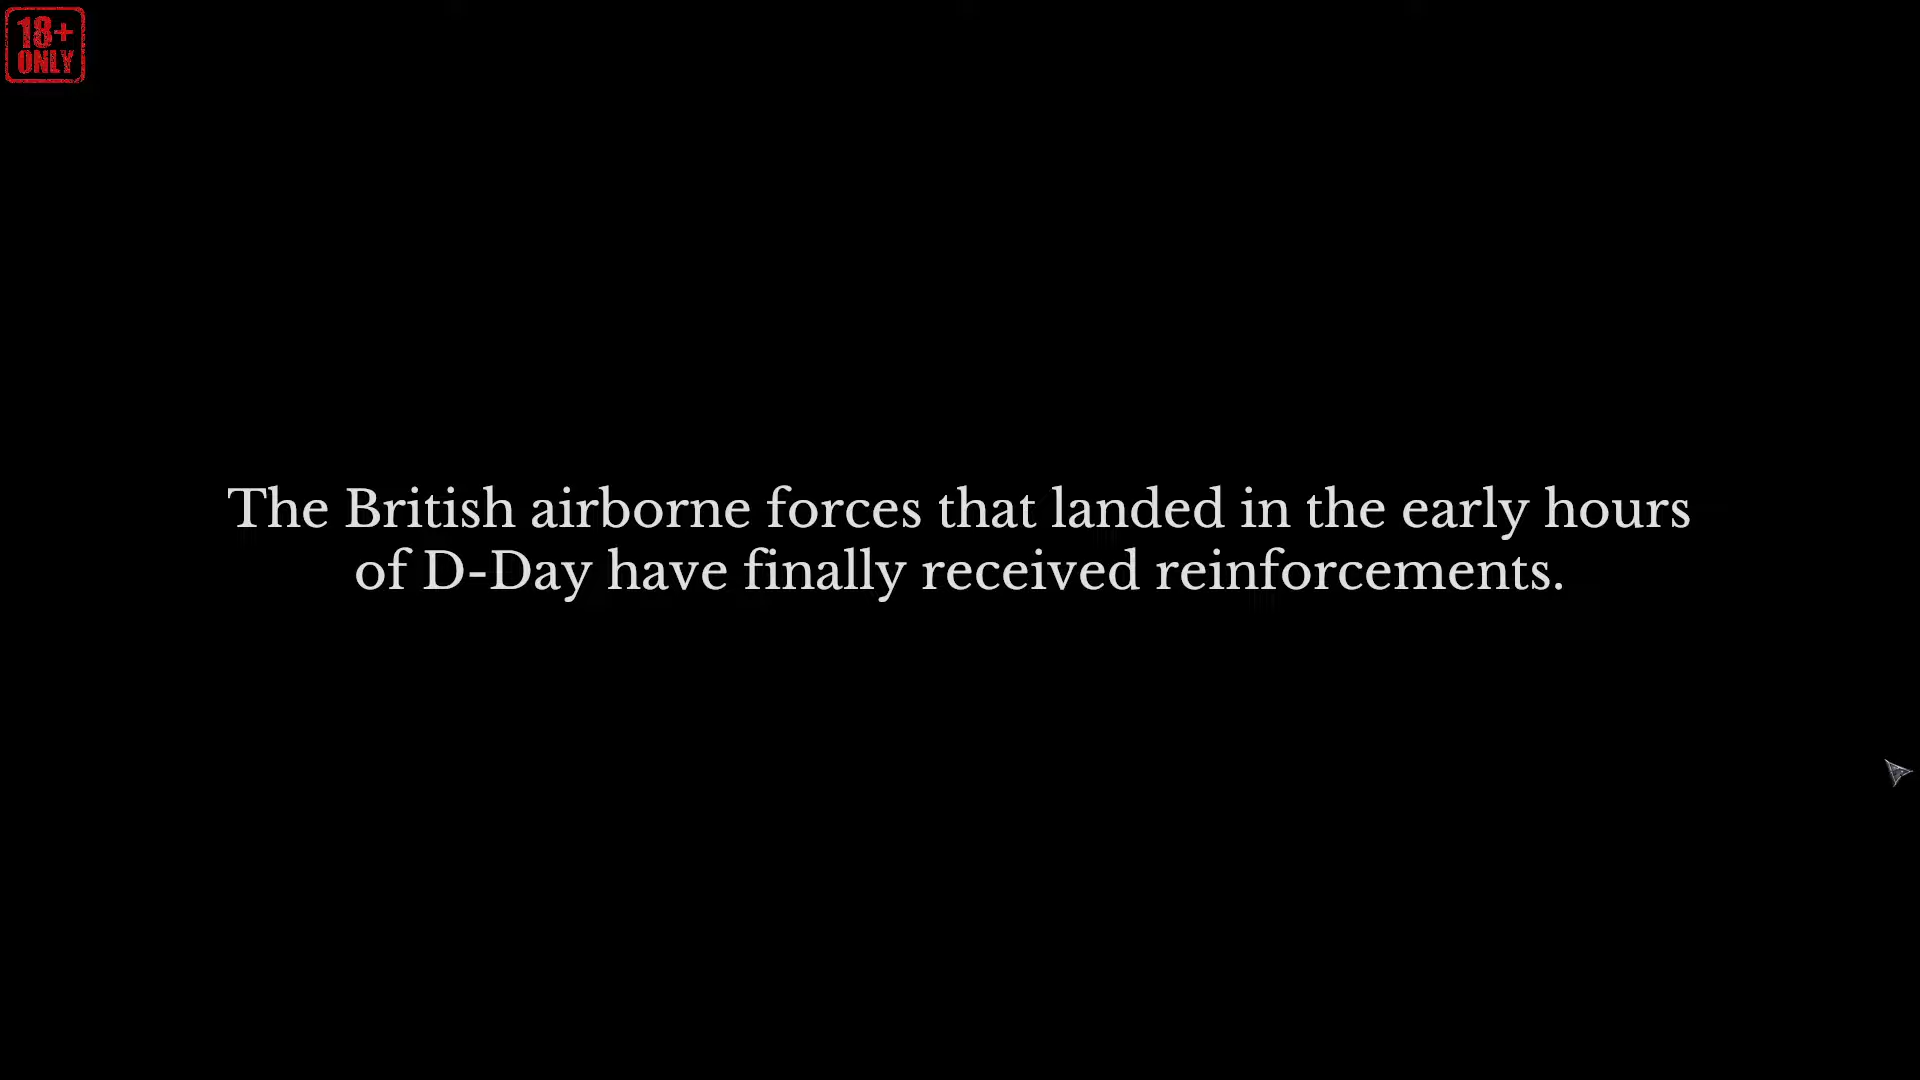 18+
ONLY
The British airborne forces that landed in the early hours
of D-Day have finally received reinforcements.